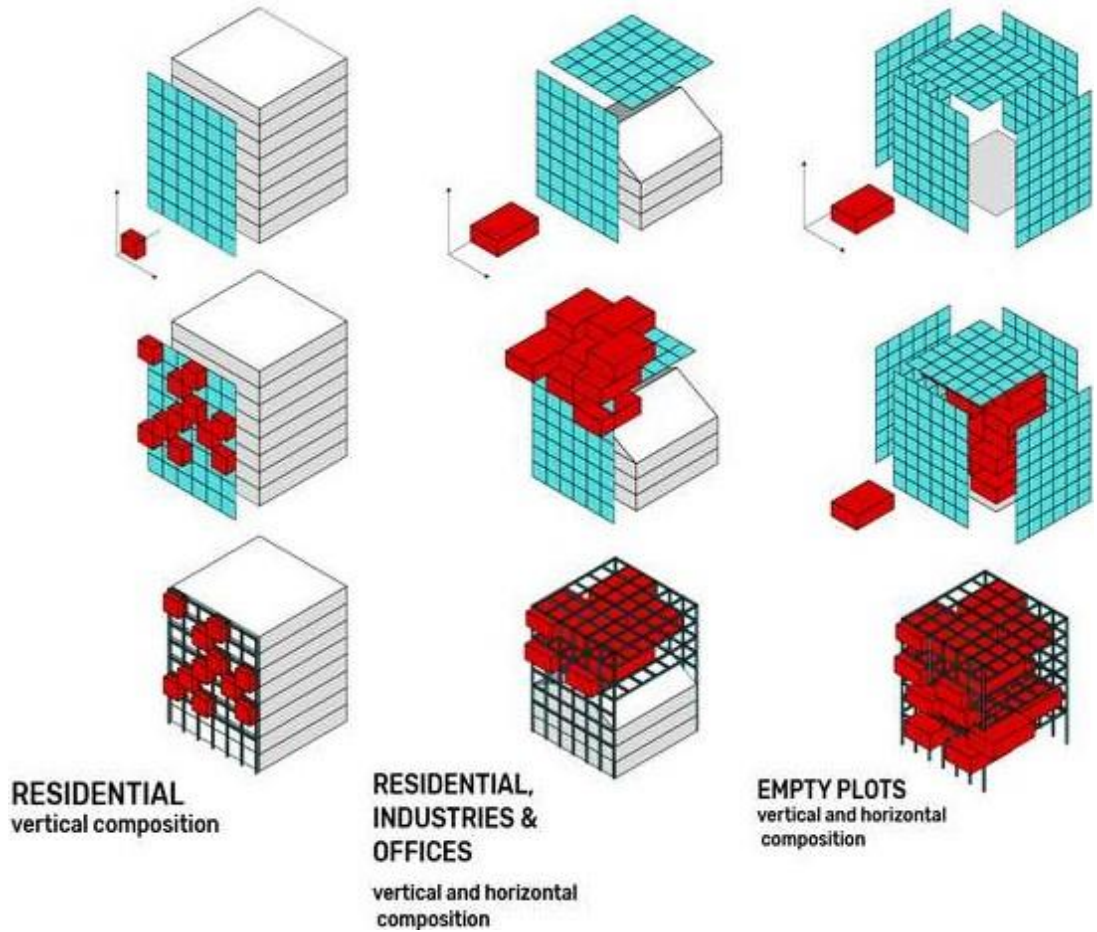 RESIDENTIAL
vertical composition
RESIDENTIAL,
INDUSTRIES &
OFFICES
vertical and horizontal
composition
EMPTY PLOTS
vertical and horizontal
composition